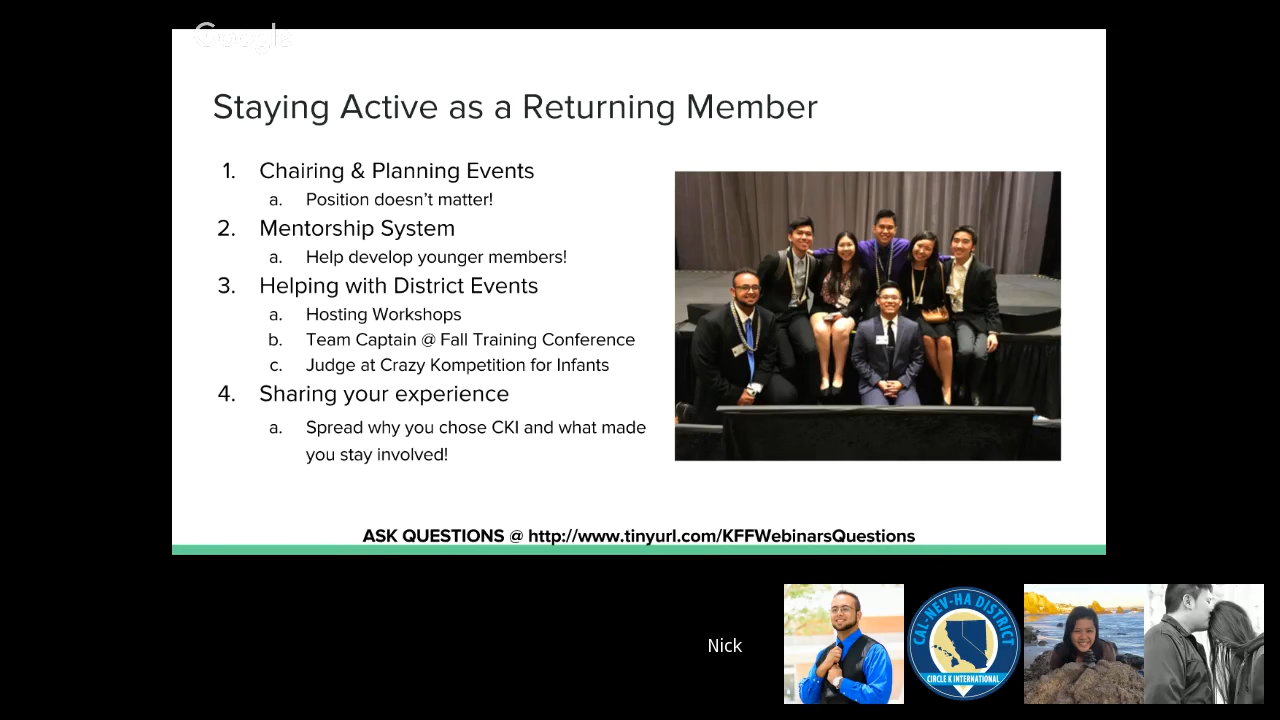 Google
Staying Active as a Returning Member
1. Chairing & Planning Events
a. Position doesn't matter!
2. Mentorship System
a. Help develop younger members!
3. Helping with District Events
a. Hosting Workshops
b. Team Captain @ Fall Training Conference
c. Judge at Crazy Kompetition for Infants
4. Sharing your experience
a. Spread why you chose CKI and what made
you stay involved!
ASK QUESTIONS @ http://www.tinyurl.com/KFFWebinarsQuestions
Nick
CAL-NEV-HA DISTRICT
CIRCLE K INTERNATIONAL